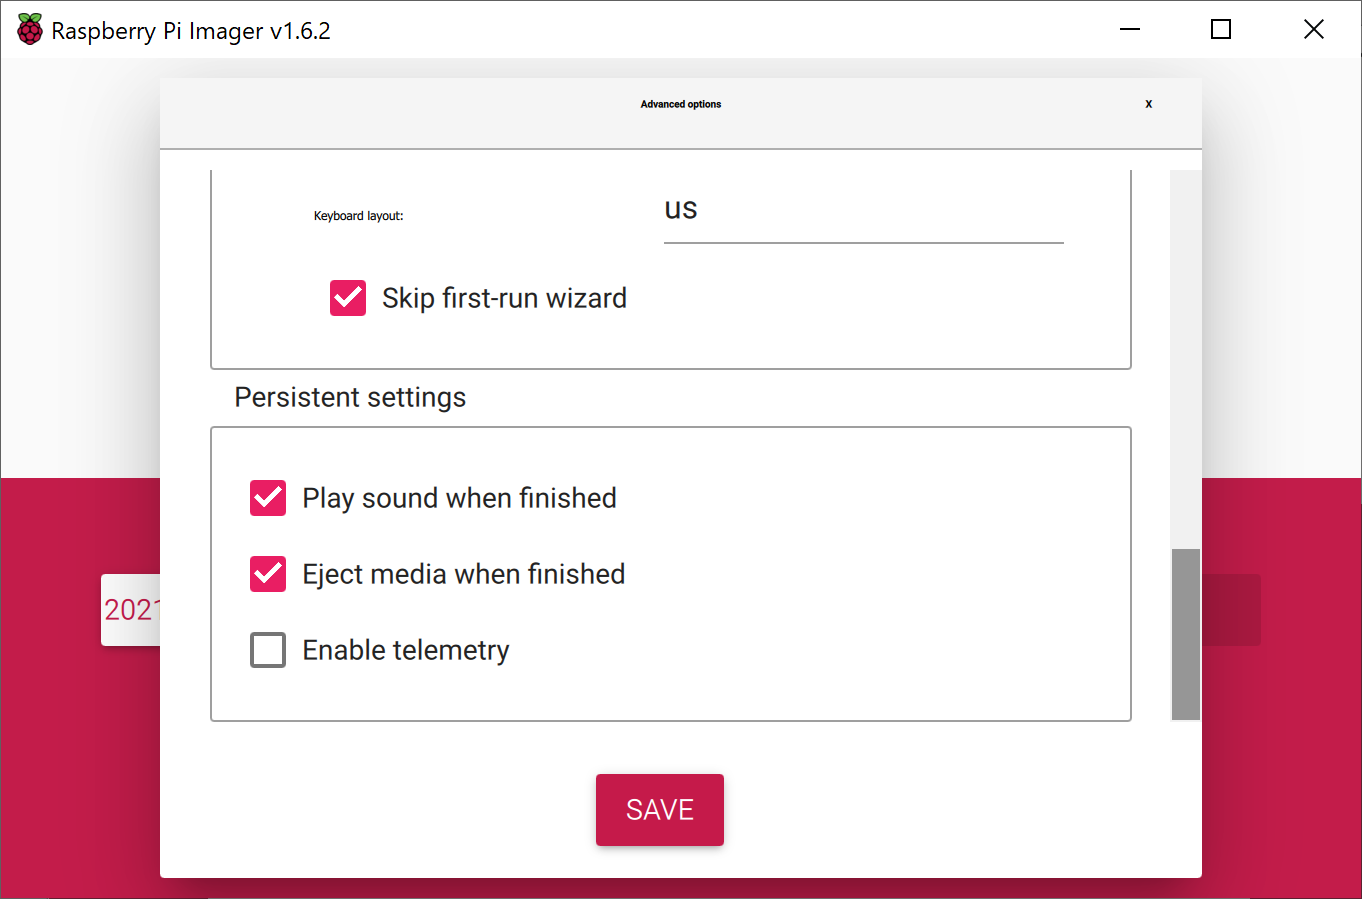 Raspberry Pi Imager v1.6.2
Advanced options
X
Keyboard layout:
us
Skip first-run wizard
Persistent settings
Play sound when finished
Eject media when finished
Enable telemetry
2021
SAVE